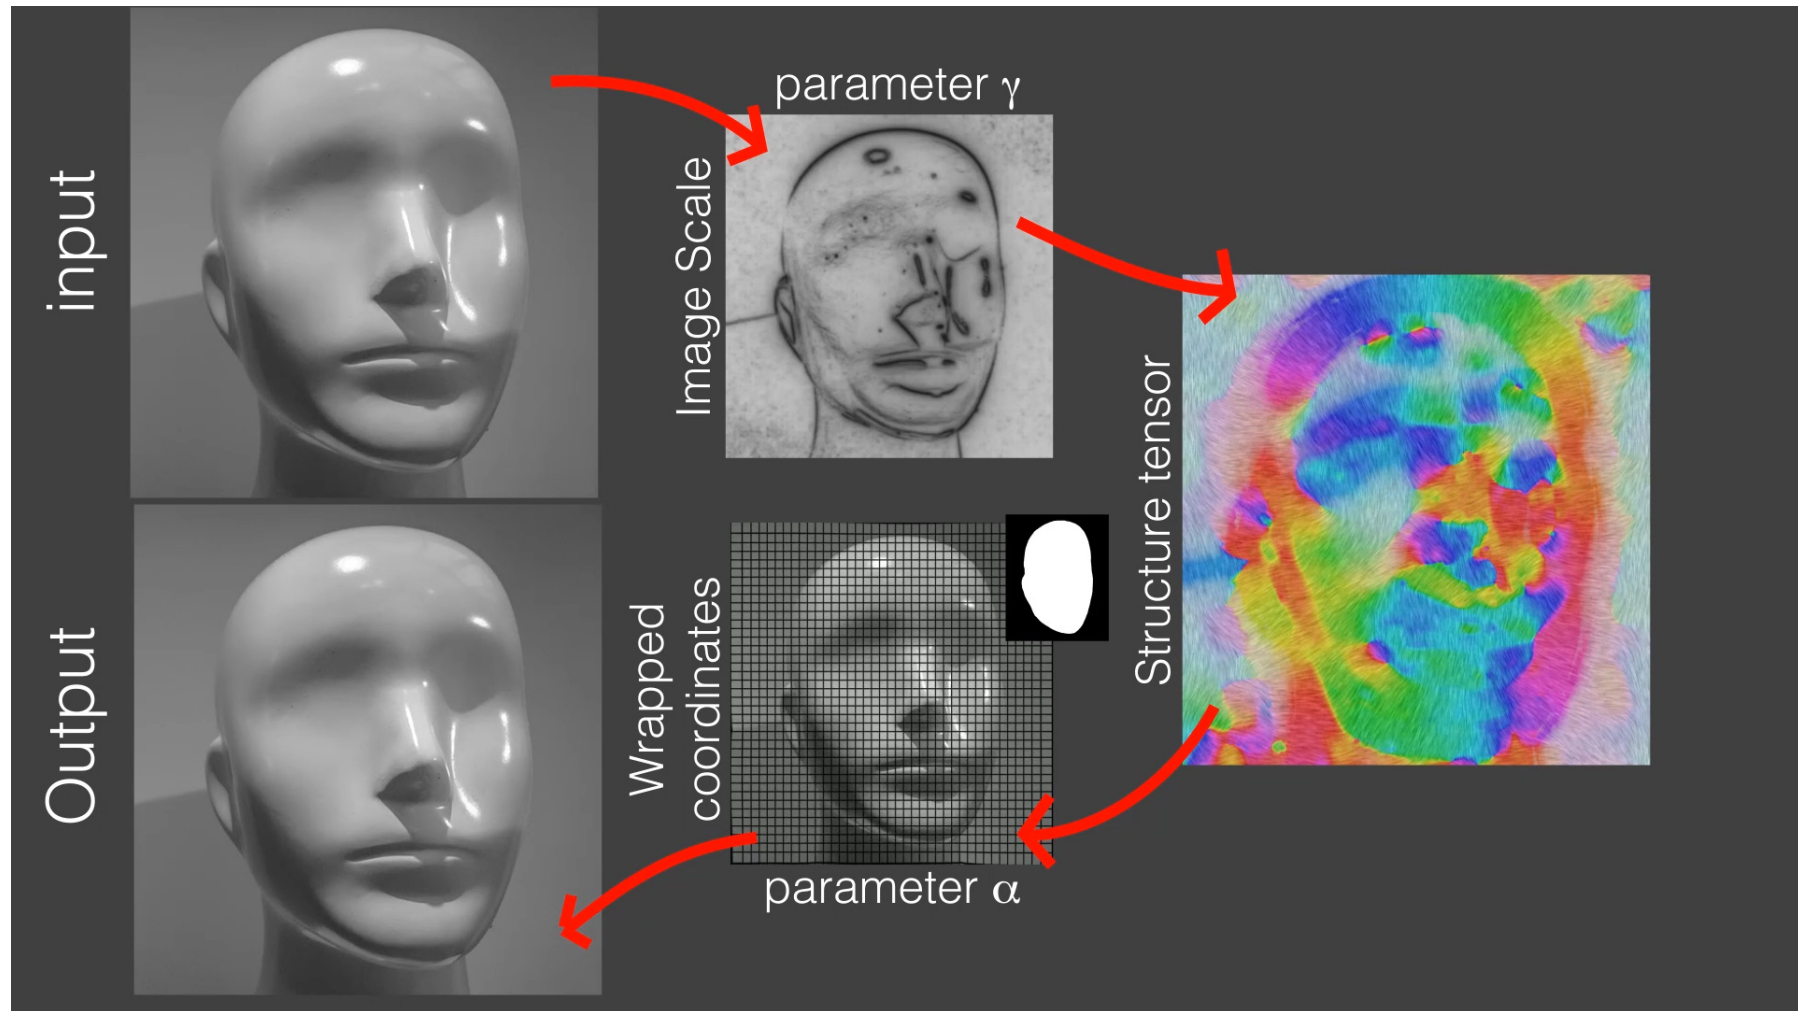 input
parameter γ
Image Scale
Structure tensor
Wrapped
coordinates
parameter α
Output